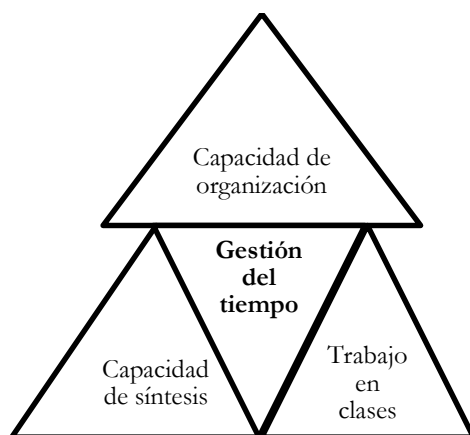 Capacidad de
organización
Gestión
del
tiempo
Capacidad
de síntesis
Trabajo
en
clases